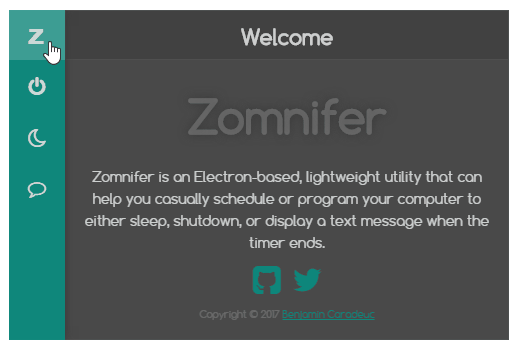 Z
Welcome
Zomnifer
Zomnifer is an Electron-based, lightweight utility that can
help you casually schedule or program your computer to
either sleep, shutdown, or display a text message when the
timer ends.
Copyright © 2017 Benjamin Caradeuc